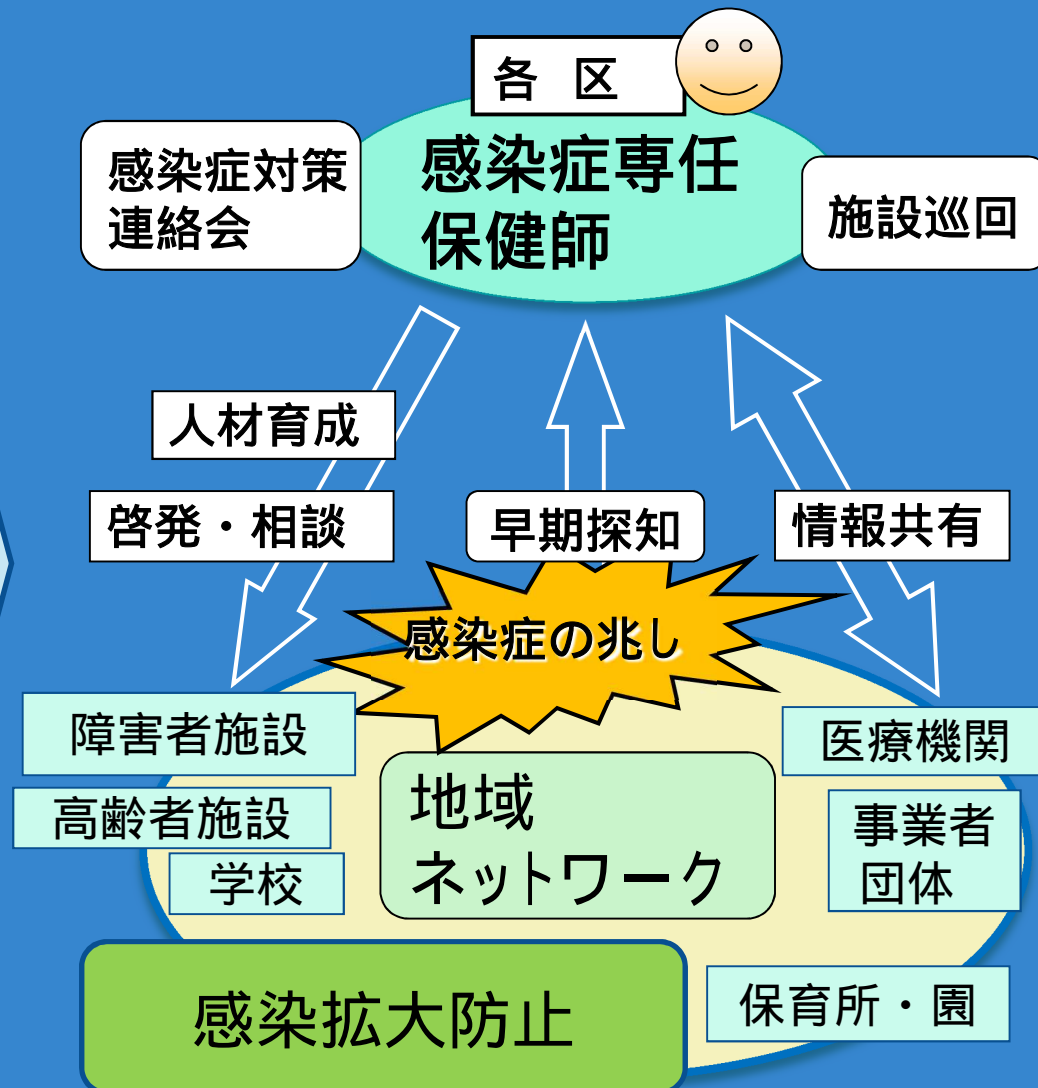 各 区
感染症対策
連絡会
感染症専任
保健師
施設巡回
人材育成
啓発・相談
早期探知
情報共有
感染症の兆し
障害者施設
高齢者施設
学校
地域
ネットワーク
医療機関
事業者
団体
感染拡大防止
保育所・園